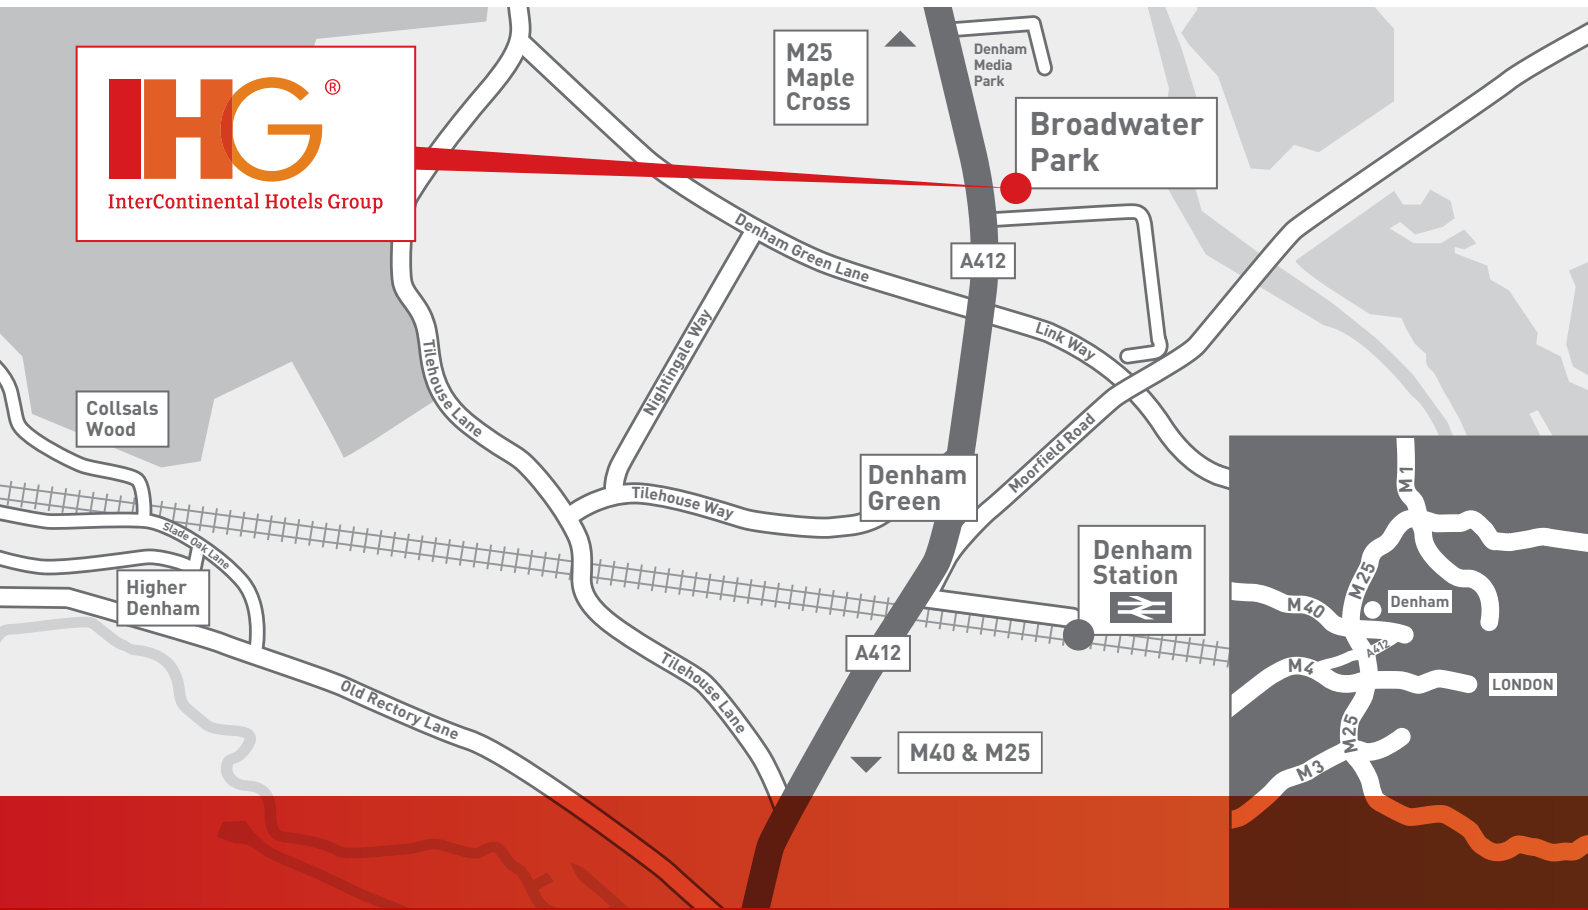 IHG®
InterContinental Hotels Group
M25
Maple
Cross
Denham
Media
Park
Broadwater
Park
A412
Denham Green Lane
Link Way
Nightingale Way
Tilehouse Lane
Collsals
Wood
Moorfield Road
Denham
Green
Tilehouse Way
Slade Oak Lane
Higher
Denham
Denham
Station
A412
Tilehouse Lane
Old Rectory Lane
M40 & M25
M1
M25
M40
Denham
A412
M4
LONDON
M25
M3